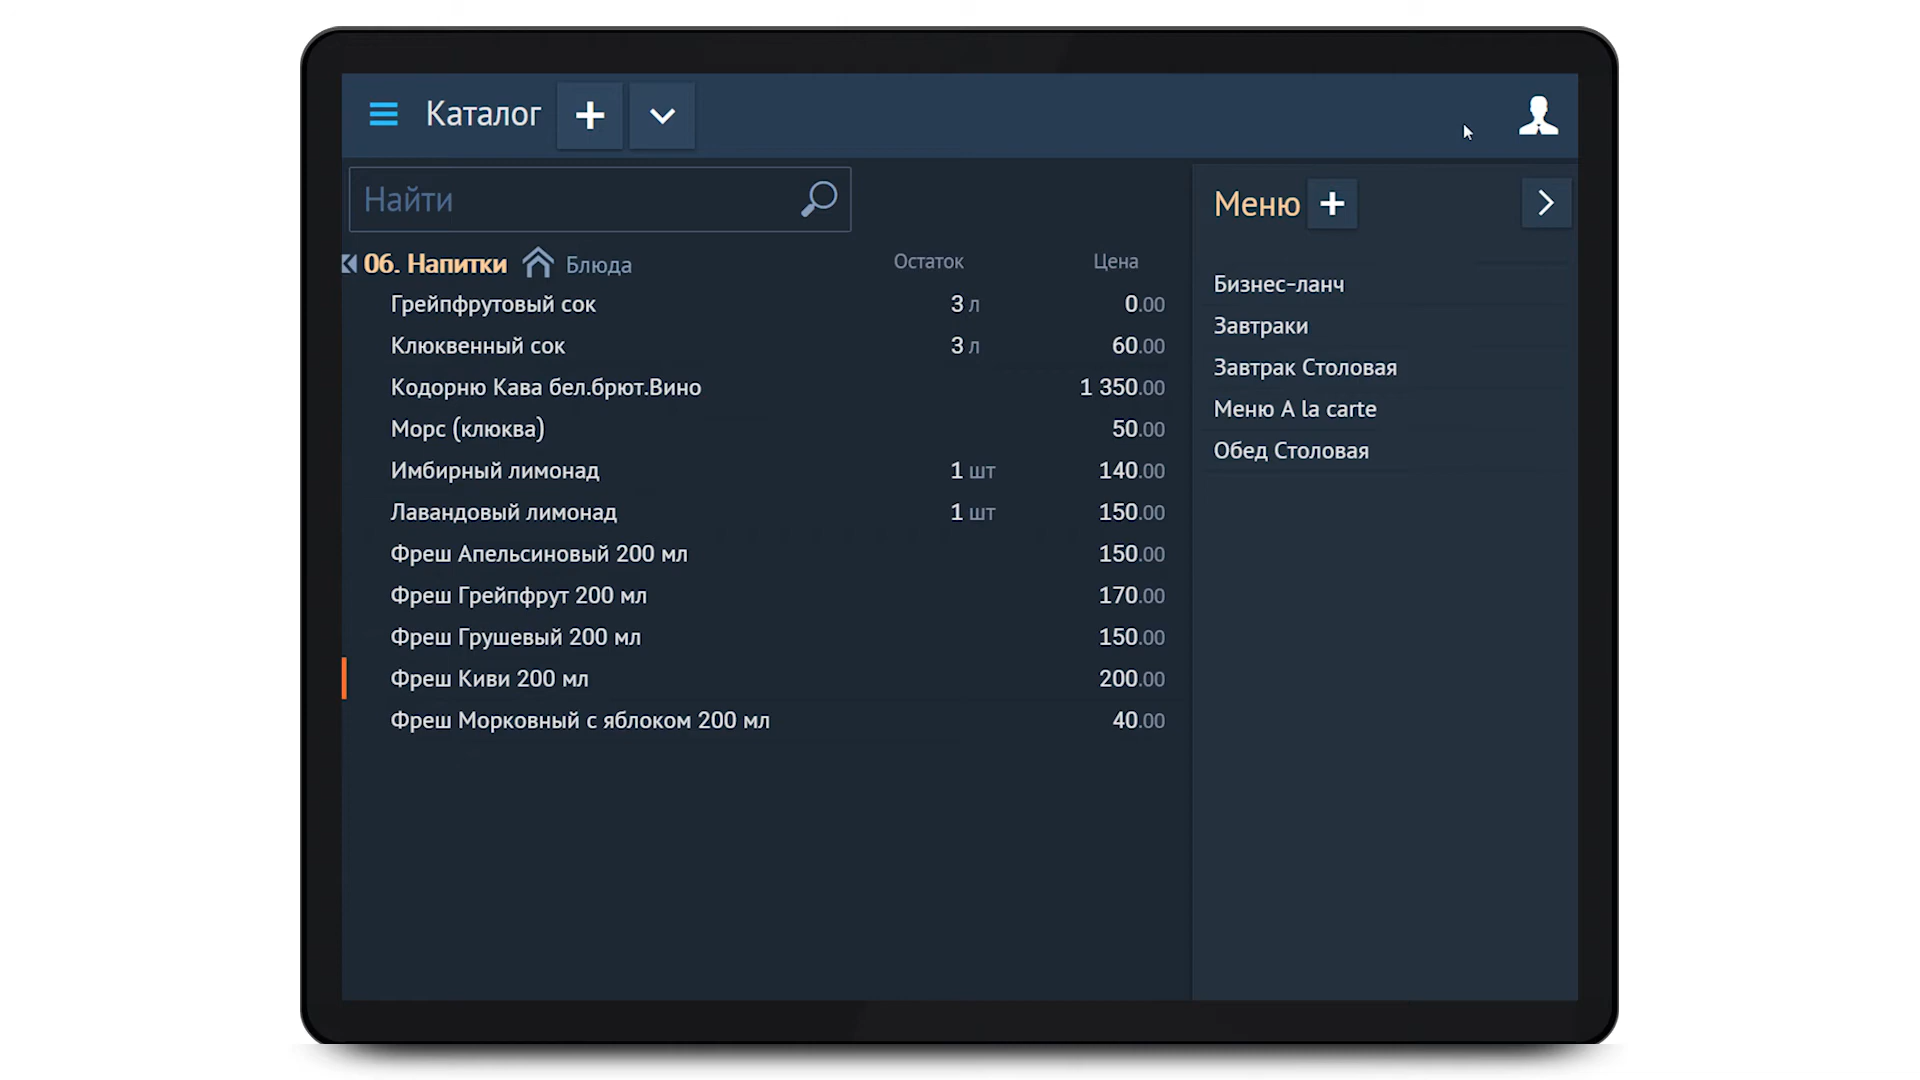 Каталог
Найти
06. Напитки Блюда Остаток Цена
Грейпфрутовый сок 3 л 0.00
Клюквенный сок 3 л 60.00
Кодорню Кава бел.брют.Вино 1 350.00
Морс (клюква) 50.00
Имбирный лимонад 1 шт 140.00
Лавандовый лимонад 1 шт 150.00
Фреш Апельсиновый 200 мл 150.00
Фреш Грейпфрут 200 мл 170.00
Фреш Грушевый 200 мл 150.00
Фреш Киви 200 мл 200.00
Фреш Морковный с яблоком 200 мл 40.00
Меню
Бизнес-ланч
Завтраки
Завтрак Столовая
Меню A la carte
Обед Столовая